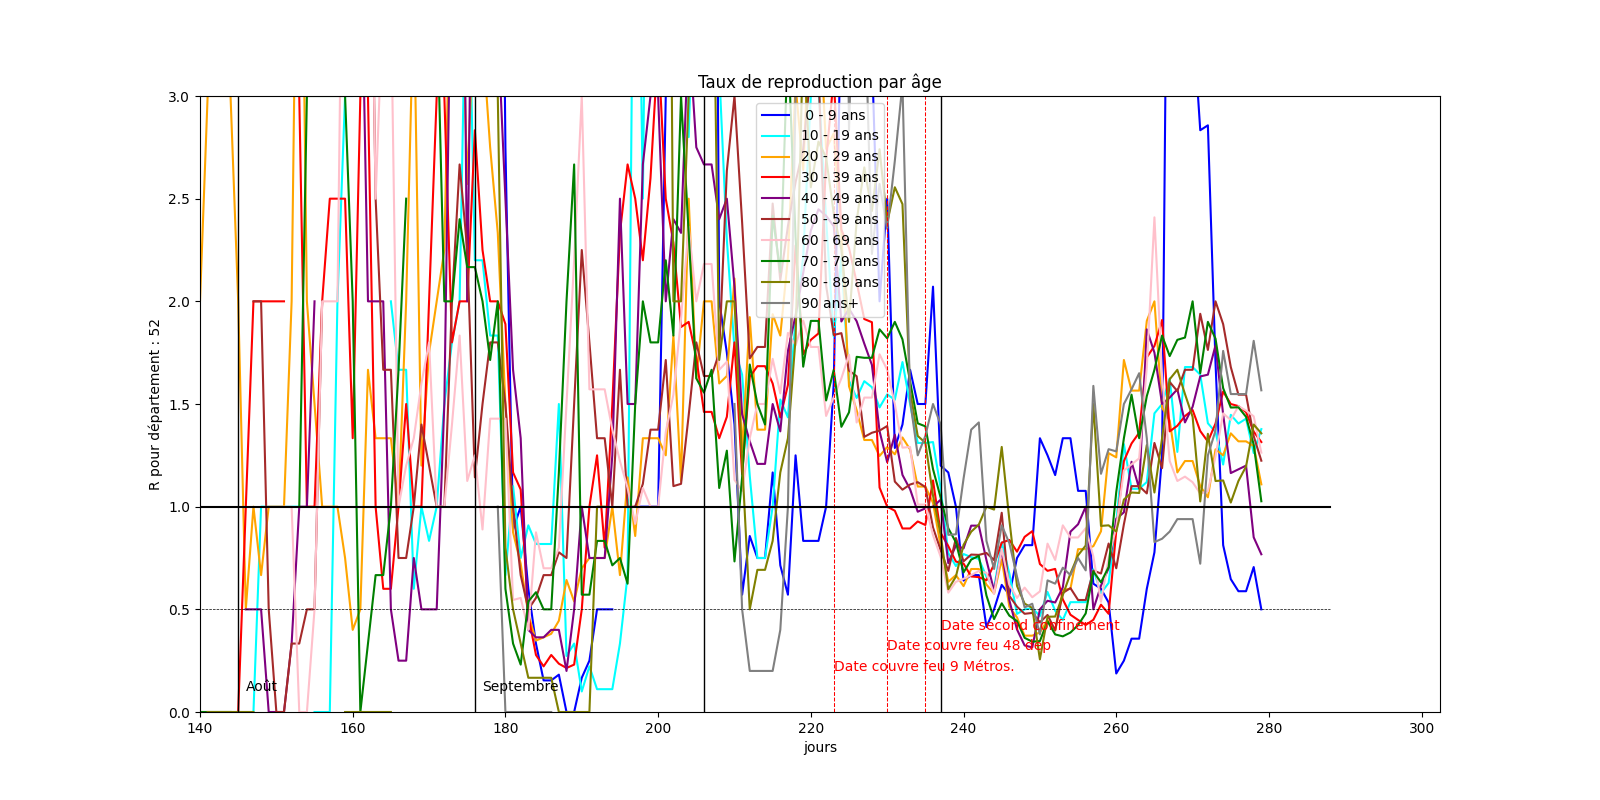 Taux de reproduction par âge
3.0
2.5
2.0
1.5
1.0
0.5
0.0
R pour département : 52
0 - 9 ans
10 - 19 ans
20 - 29 ans
30 - 39 ans
40 - 49 ans
50 - 59 ans
60 - 69 ans
70 - 79 ans
80 - 89 ans
90 ans+
Date second confinement
Date couvre feu 48 dep
Date couvre feu 9 Métros.
Août
Septembre
140 160 180 200 220 240 260 280 300
jours